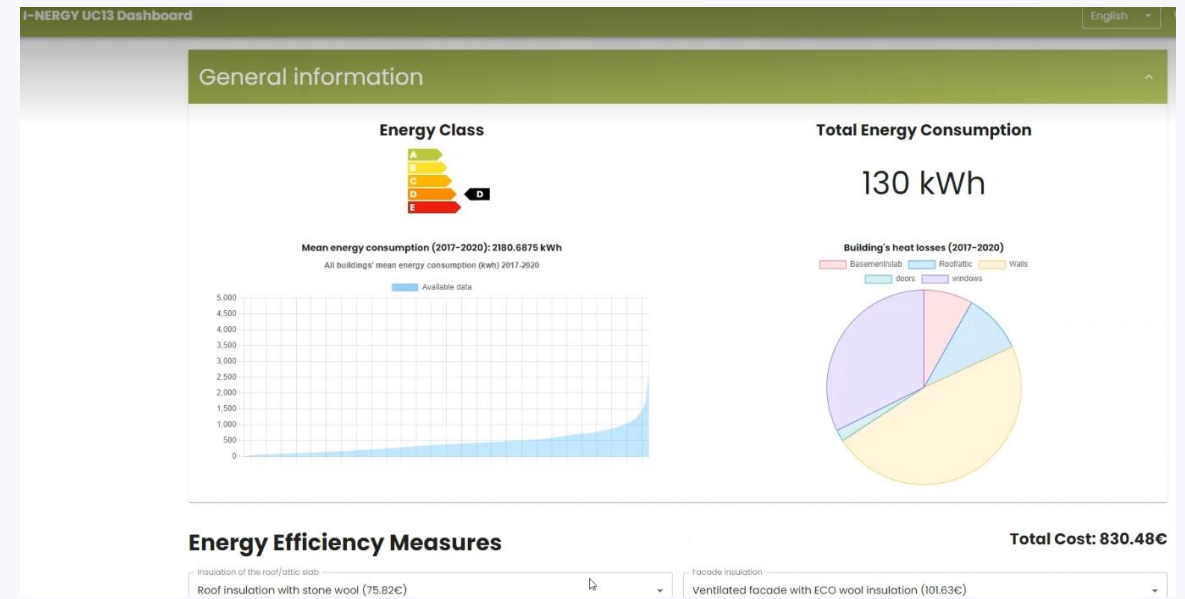 I-NERGY UC13 Dashboard
English
General information
Energy Class
A
B
C
D
D
E
Mean energy consumption (2017-2020): 2180.6875 kWh
All buildings' mean energy consumption (kwh) 2017-2020
Available data
5,000
4,500
4,000
3,500
3,000
2,500
2,000
1,500
1,000
500
0
Total Energy Consumption
130 kWh
Building's heat losses (2017-2020)
Basement/slab Roof/attic Walls
doors windows
Energy Efficiency Measures
Total Cost: 830.48€
Insulation of the roof/attic slab
Roof insulation with stone wool (75.82€)
Facade insulation
Ventilated facade with ECO wool insulation (101.63€)